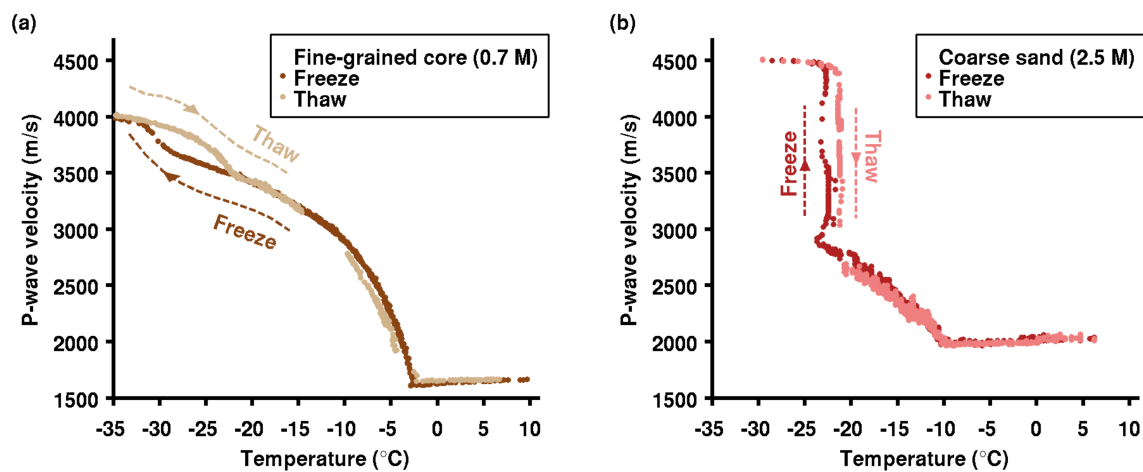 (a)
Fine-grained core (0.7 M)
Freeze
Thaw
4500
4000
3500
3000
2500
2000
1500
P-wave velocity (m/s)
Thaw
Freeze
-35 -30 -25 -20 -15 -10 -5 0 5 10
Temperature (°C)
(b)
Coarse sand (2.5 M)
Freeze
Thaw
4500
4000
3500
3000
2500
2000
1500
P-wave velocity (m/s)
Freeze
Thaw
-35 -30 -25 -20 -15 -10 -5 0 5 10
Temperature (°C)